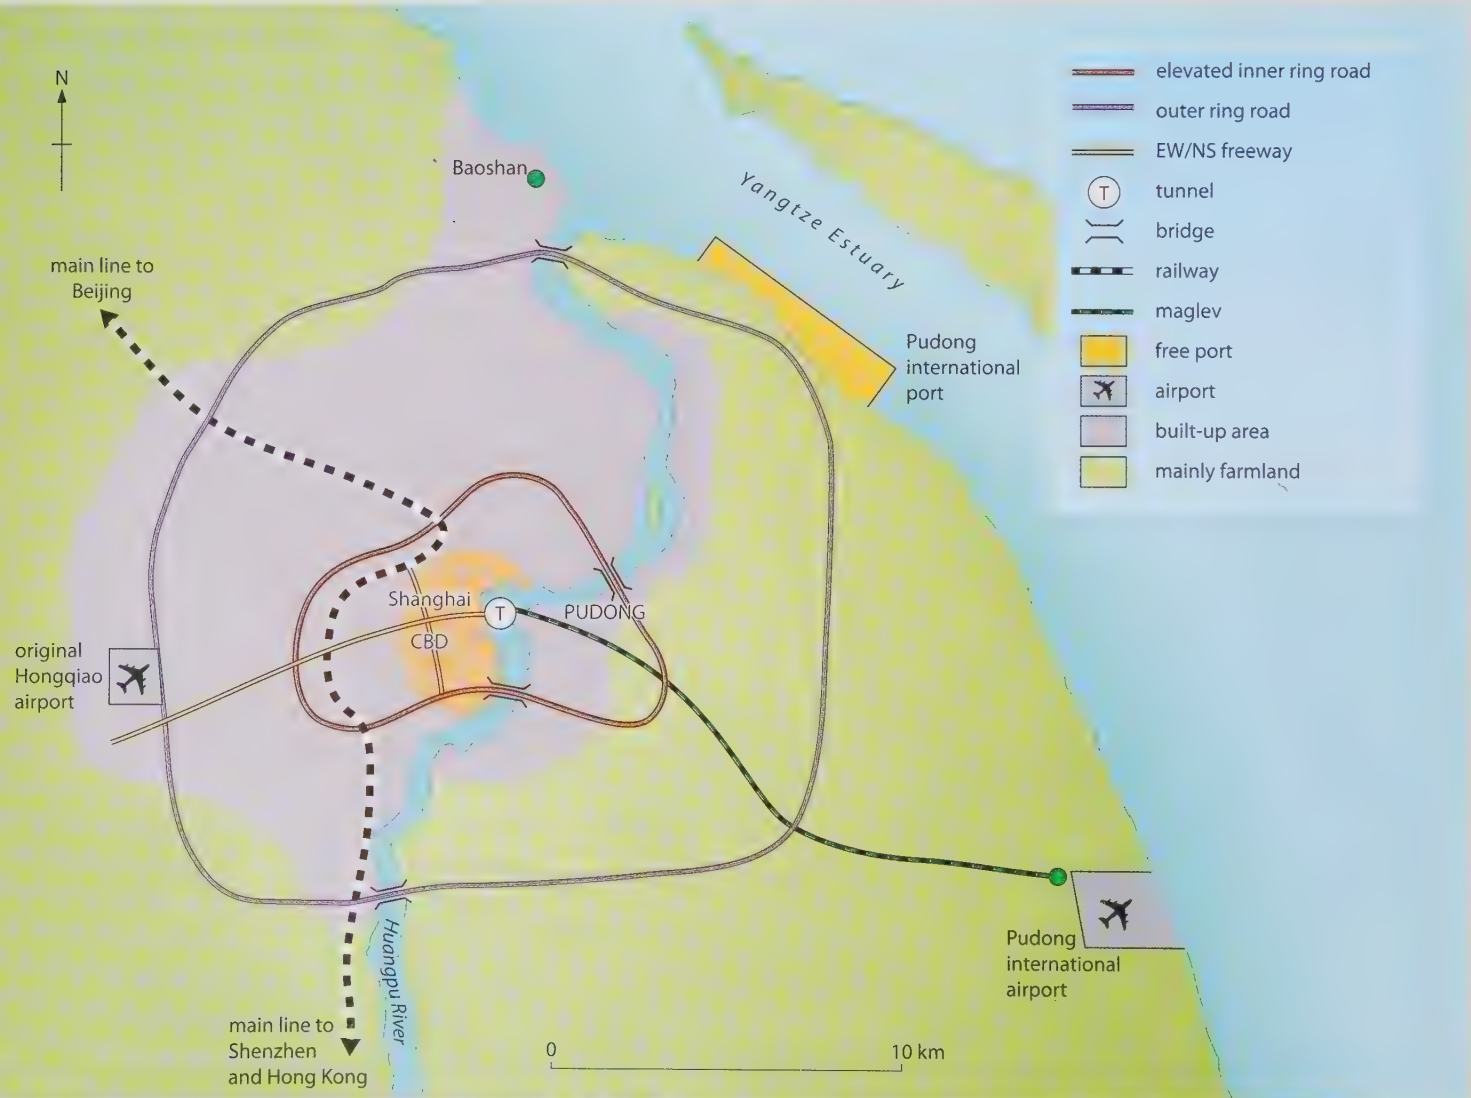 N
elevated inner ring road
outer ring road
EW/NS freeway
T
tunnel
bridge
railway
maglev
free port
airport
built-up area
mainly farmland
Baoshan
Yangtze Estuary
main line to
Beijing
Pudong
international
port
Shanghai
T
PUDONG
CBD
original
Hongqiao
airport
Huangpu River
Pudong
international
airport
main line to
Shenzhen
and Hong Kong
0
10 km